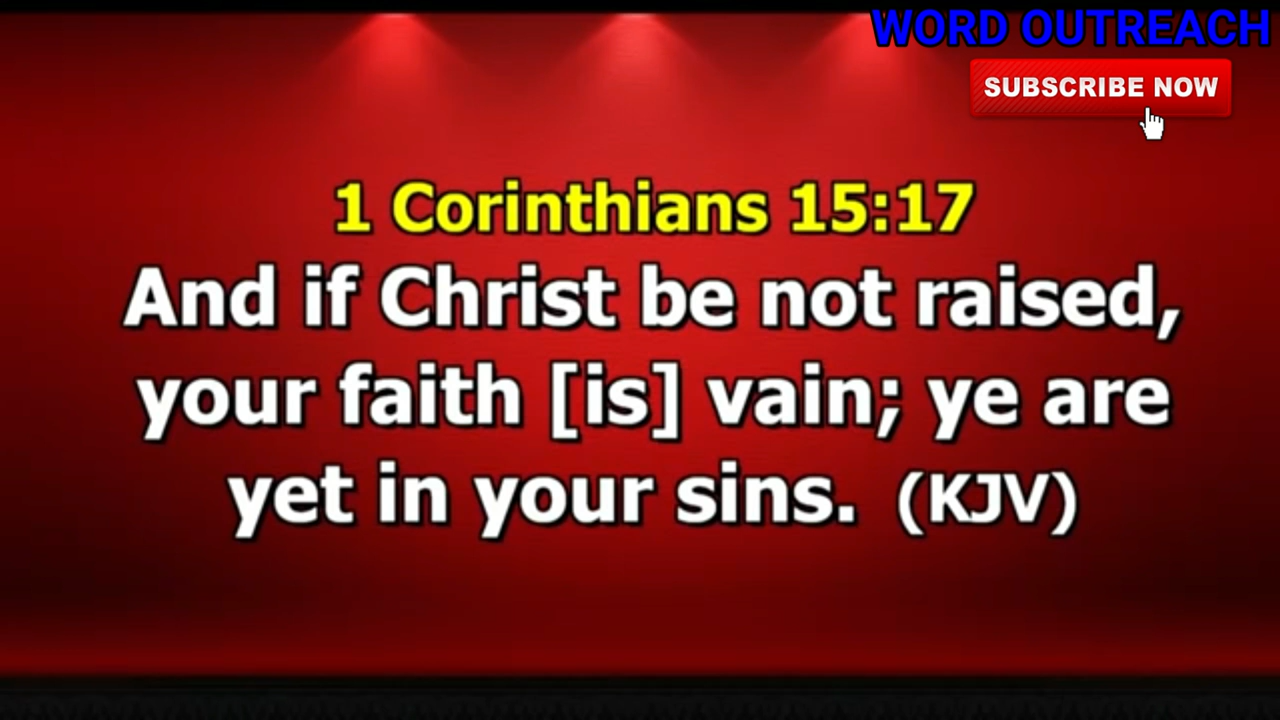 WORD OUTREACH
SUBSCRIBE NOW
1 Corinthians 15:17
And if Christ be not raised,
your faith [is] vain; ye are
yet in your sins. (KJV)